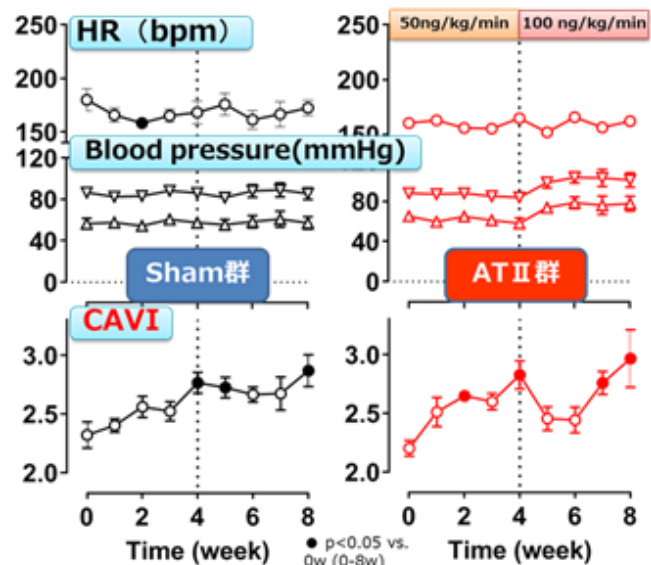 HR（bpm）
50ng/kg/min 100 ng/kg/min
250
200
150
250
200
150
Blood pressure(mmHg)
120
80
40
0
80
40
0
Sham群
ATⅡ群
CAVI
3.0
2.5
2.0
3.0
2.5
2.0
0 2 4 6 8
0 2 4 6 8
Time (week)
Time (week)
● p<0.05 vs.
0w (0-8w)